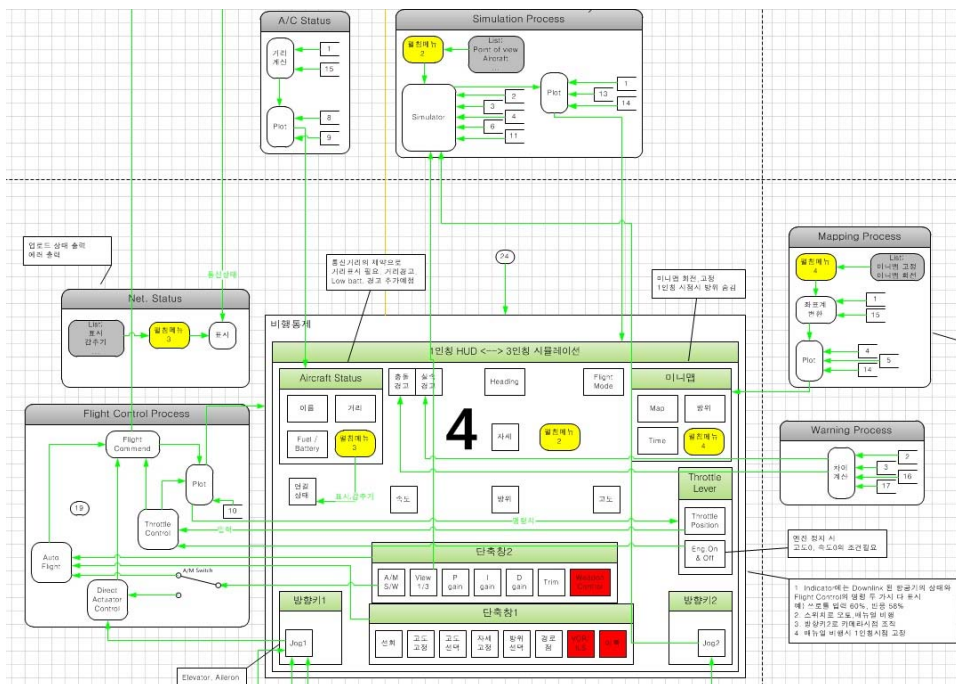 A/C Status
거리
계산
1
15
Plot
8
9
Simulation Process
펼침메뉴
2
List:
Point of view
Aircraft
...
Simulator
2
3
4
6
11
Plot
1
13
14
업로드 상태 출력
에러 출력
통신상태
Net. Status
List:
표시
감추기
...
펼침메뉴
3
표시
통신거리의 제약으로
거리표시 필요, 거리경고,
Low batt. 경고 추가예정
24
미니맵 회전, 고정
1인칭 시점시 방위 숨김
Mapping Process
펼침메뉴
4
List:
미니맵 고정
미니맵 회전
좌표계
변환
1
15
Plot
4
5
14
비행통제
1인칭 HUD <--> 3인칭 시뮬레이션
Aircraft Status
이름
거리
Fuel /
Battery
펼침메뉴
3
충돌
경고
실속
경고
Heading
Flight
Mode
4
자세
펼침메뉴
2
미니맵
Map
방위
Time
펼침메뉴
4
연결
상태
표시,감추기
속도
방위
고도
명령치
입력
Throttle
Lever
Throttle
Position
Eng.On
& Off
Flight Control Process
Flight
Command
Plot
10
19
Throttle
Control
Auto
Flight
Direct
Actuator
Control
A/M Switch
Warning Process
차이
계산
2
3
16
17
엔진 정지 시
고도0, 속도0의 조건필요
단축창2
A/M
S/W
View
1/3
P
gain
I
gain
D
gain
Trim
방향키1
Jog1
단축창1
선회
고도
고정
고도
선택
자세
고정
방위
선택
경로
점
방향키2
Jog2
1. Indicator에는 Downlink 된 항공기의 상태와
Flight Control의 명령 두 가지 다 표시
예: 쓰로틀 입력 60%, 반응 58%
2. 스위치로 오토,매뉴얼 비행
3. 방향키2로 카메라시점 조작
4. 매뉴얼 비행시 1인칭시점 고정
Elevator, Aileron